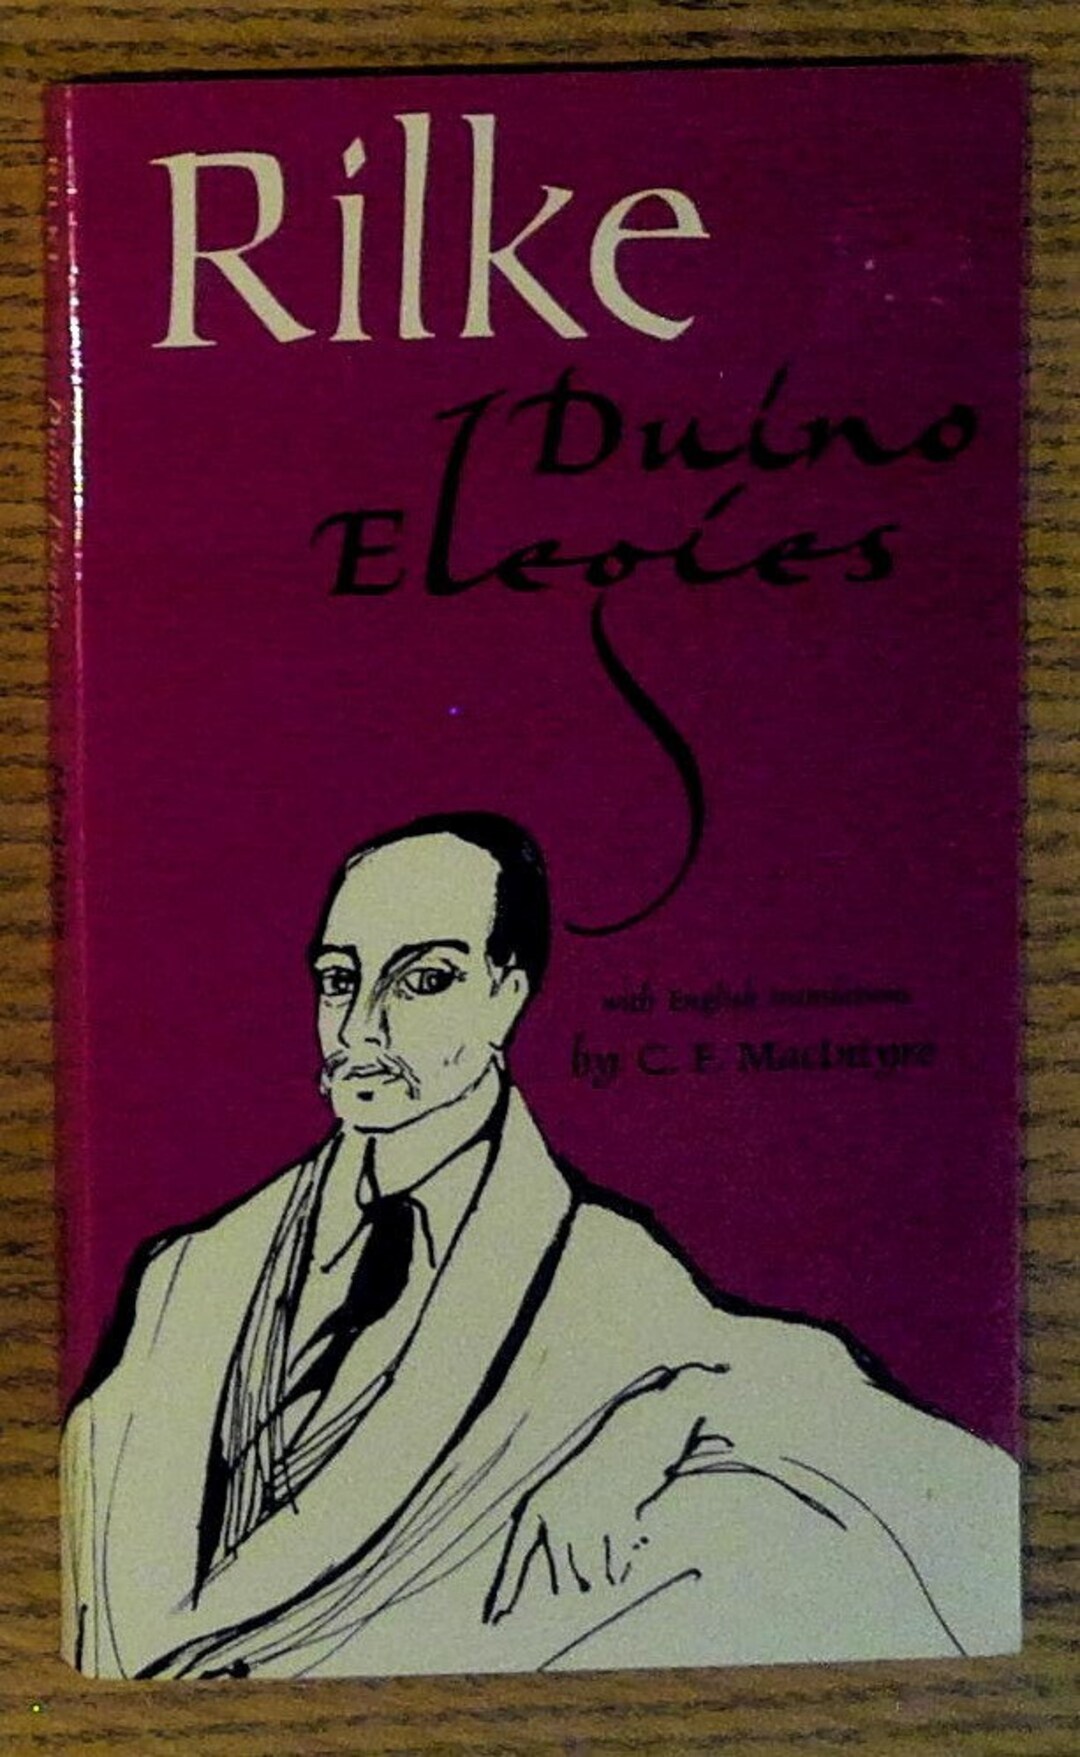 Rilke
Duino
Elegies
with English translations
by C. F. MacIntyre